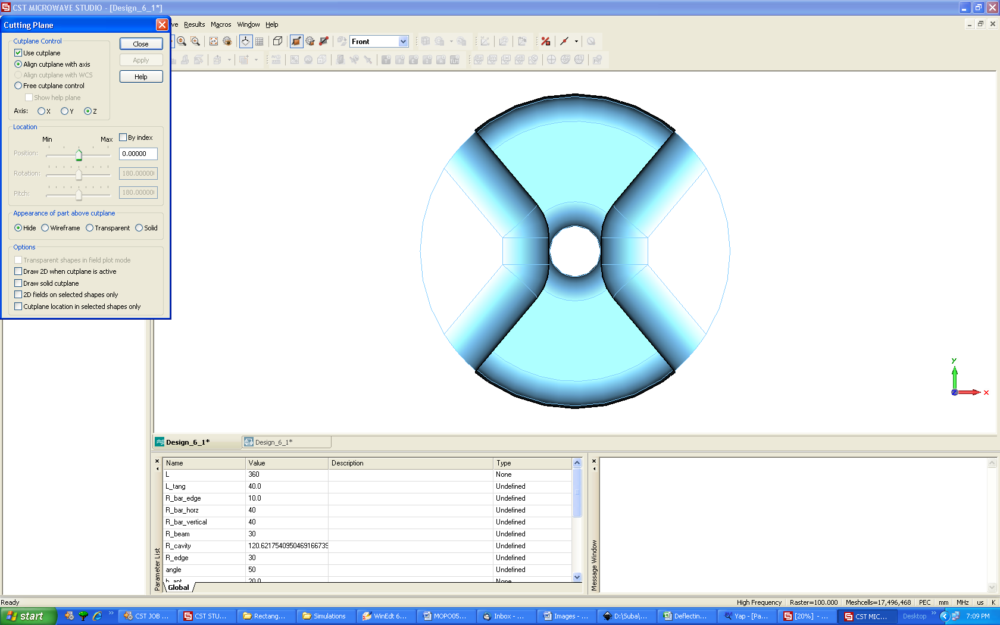 CST MICROWAVE STUDIO - [Design_6_1*]
Cutting Plane
Results Macros Window Help
Cutplane Control
Close
Use cutplane
Align cutplane with axis
Apply
Align cutplane with WCS
Help
Free cutplane control
Show help plane
Axis: X Y Z
Front
Location
Min Max By index
Position: 0.00000
Rotation: 180.00000
Pitch: 180.00000
Appearance of part above cutplane
Hide Wireframe Transparent Solid
Options
Transparent shapes in field plot mode
Draw 2D when cutplane is active
Draw solid cutplane
2D fields on selected shapes only
Cutplane location in selected shapes only
y
z x
Design_6_1* Design_6_1*
Name Value Description Type
L 360 None
L_tang 40.0 Undefined
R_bar_edge 10.0 Undefined
R_bar_horz 40 Undefined
R_bar_vertical 40 Undefined
R_beam 30 Undefined
R_cavity 120.6217540950469166739 Undefined
R_edge 30 Undefined
angle 50 Undefined
20.0 None
Global
Parameter List
Message Window
Ready
High Frequency Raster=100.000 Meshcells=17,496,468 PEC mm MHz us K
start
CST JOB ...
CST STU...
Rectang...
Simulations
WinEdt 6...
MOPO05...
Inbox - ...
Images - ...
D:\Suba\...
Deflectin...
Yap - [Pa...
[20%] - ...
CST MIC...
Desktop
7:09 PM